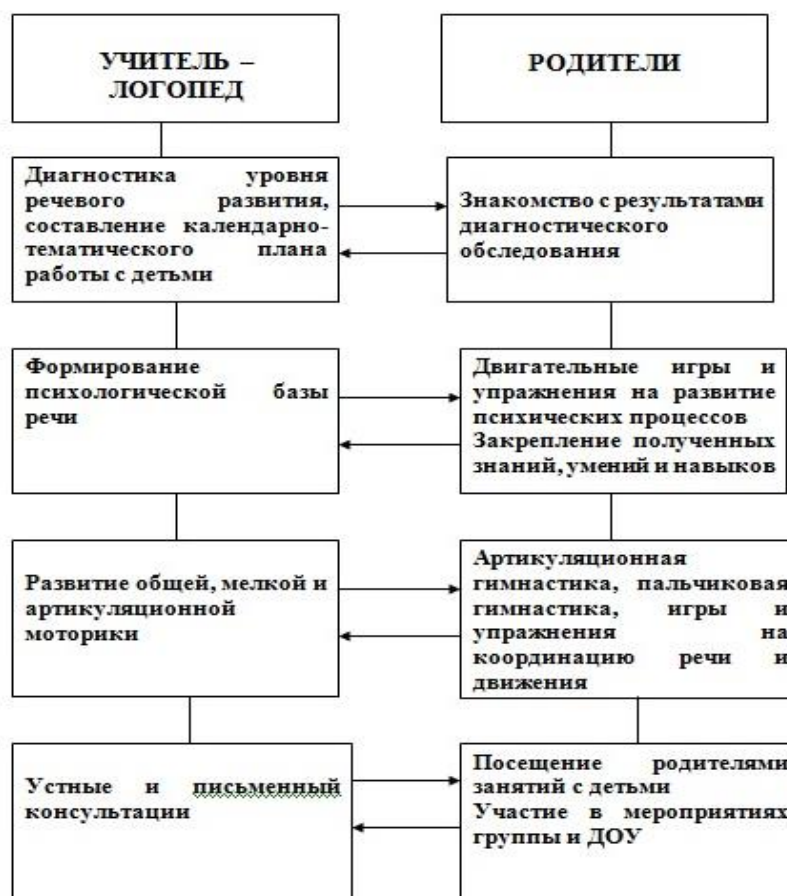 УЧИТЕЛЬ –
ЛОГОПЕД
РОДИТЕЛИ
Диагностика уровня
речевого развития,
составление календарно-
тематического плана
работы с детьми
Знакомство с результатами
диагностического
обследования
Формирование
психологической базы
речи
Двигательные игры и
упражнения на развитие
психических процессов
Закрепление полученных
знаний, умений и навыков
Развитие общей, мелкой и
артикуляционной
моторики
Артикуляционная
гимнастика, пальчиковая
гимнастика, игры и
упражнения на
координацию речи и
движения
Устные и письменный
консультации
Посещение родителями
занятий с детьми
Участие в мероприятиях
группы и ДОУ